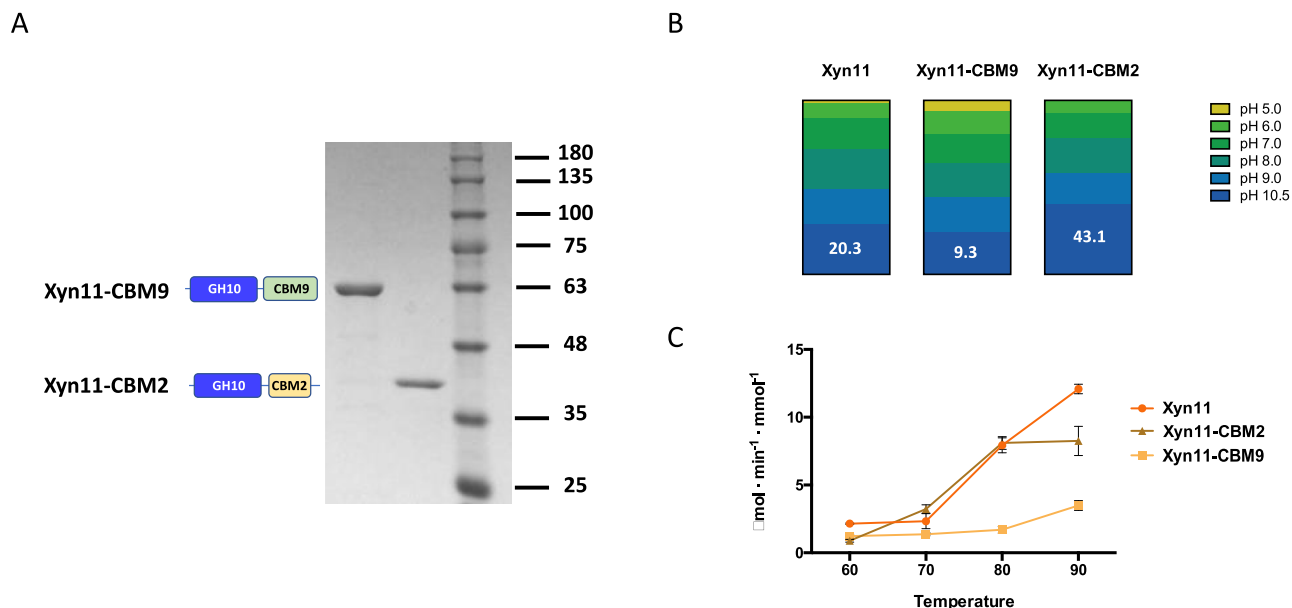 A
180
135
100
75
Xyn11-CBM9 GH10 CBM9 63
48
Xyn11-CBM2 GH10 CBM2
35
25
B
Xyn11 Xyn11-CBM9 Xyn11-CBM2
pH 5.0
pH 6.0
pH 7.0
pH 8.0
pH 9.0
pH 10.5
20.3 9.3 43.1
C
15
10
5
0
□mol · min⁻¹ · mmol⁻¹
60 70 80 90
Temperature
Xyn11
Xyn11-CBM2
Xyn11-CBM9